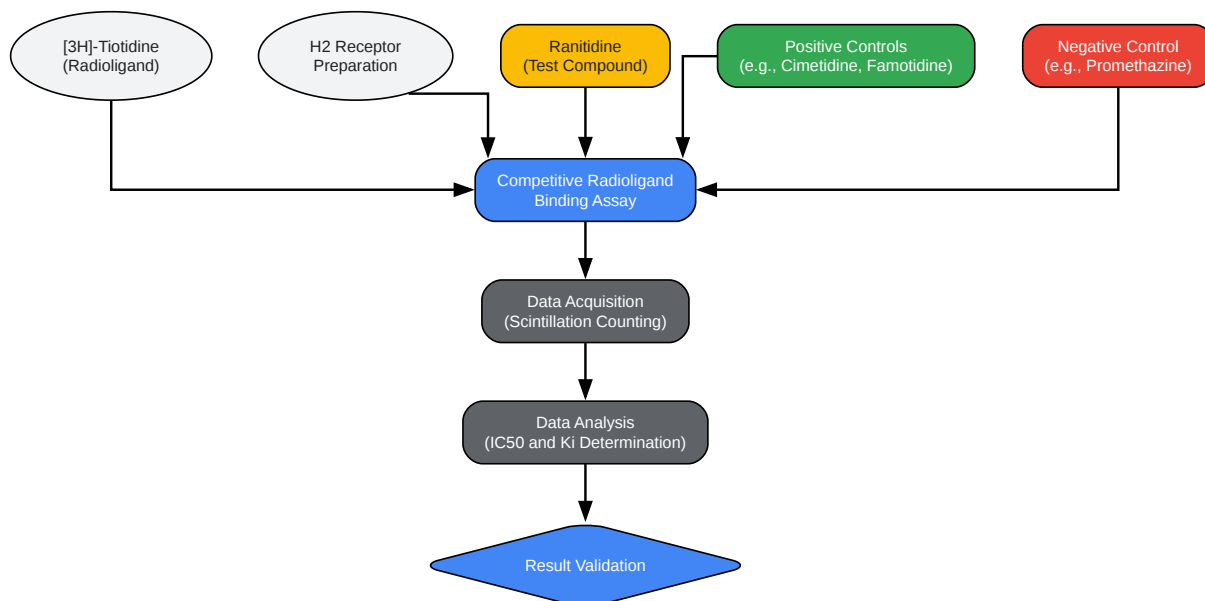 [3H]-Tiotidine
(Radioligand)
H2 Receptor
Preparation
Ranitidine
(Test Compound)
Positive Controls
(e.g., Cimetidine, Famotidine)
Negative Control
(e.g., Promethazine)
Competitive Radioligand
Binding Assay
Data Acquisition
(Scintillation Counting)
Data Analysis
(IC50 and Ki Determination)
Result Validation